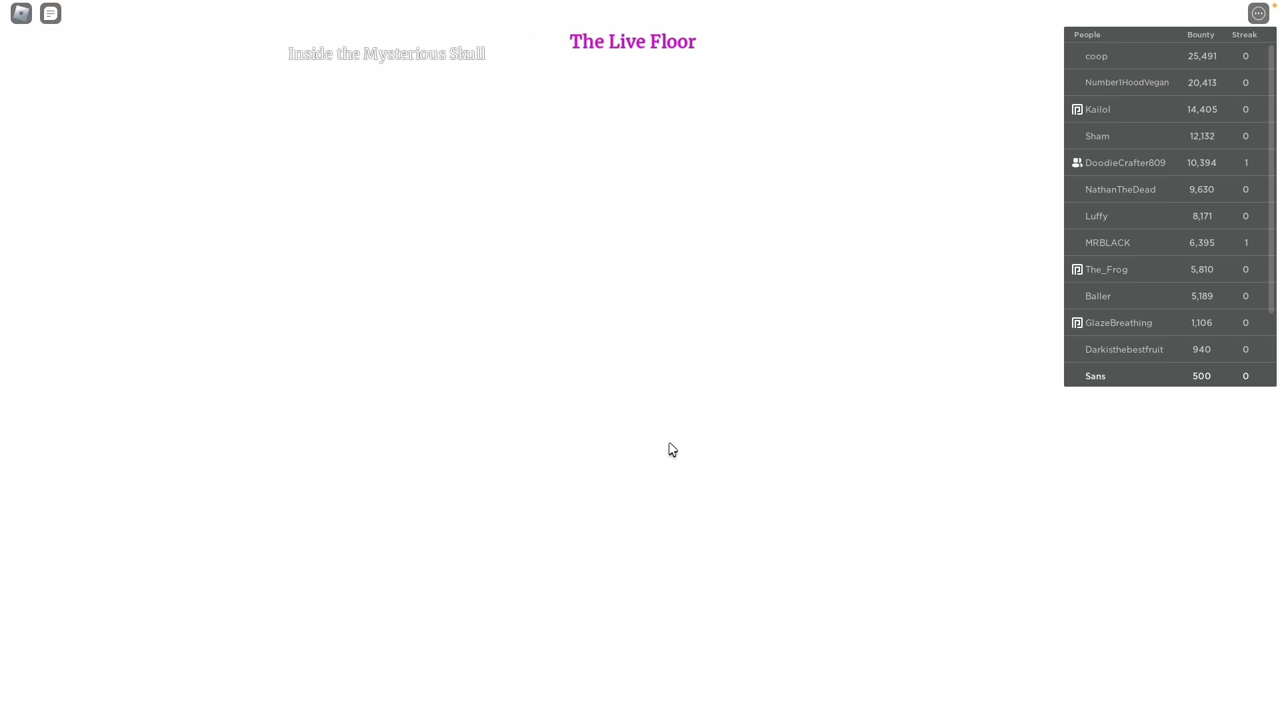 The Live Floor
Inside the Mysterious Skull
People Bounty Streak
coop 25,491 0
Number1HoodVegan 20,413 0
Kailol 14,405 0
Sham 12,132 0
DoodieCrafter809 10,394 1
NathanTheDead 9,630 0
Luffy 8,171 0
MRBLACK 6,395 1
The_Frog 5,810 0
Baller 5,189 0
GlazeBreathing 1,106 0
Darkisthebestfruit 940 0
Sans 500 0